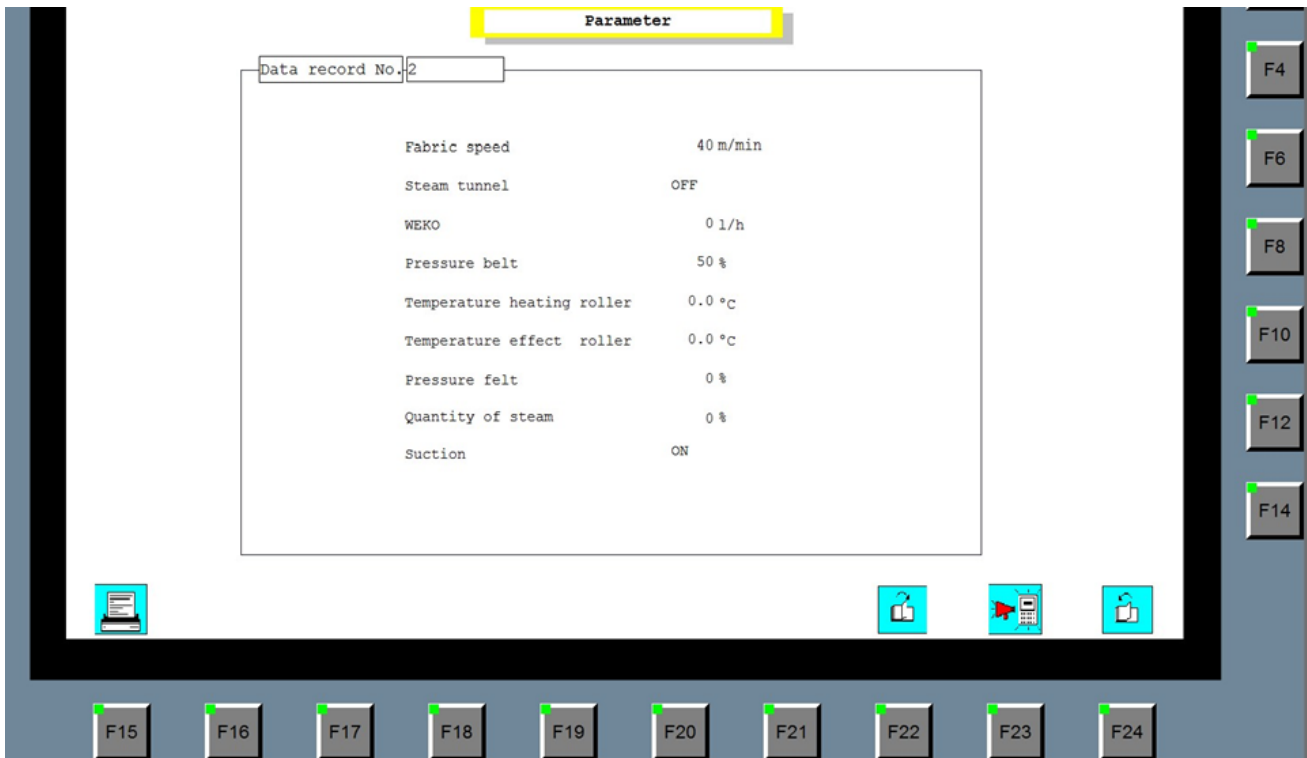 Parameter
Data record No. 2
Fabric speed 40 m/min
Steam tunnel OFF
WEKO 0 l/h
Pressure belt 50 %
Temperature heating roller 0.0 °C
Temperature effect roller 0.0 °C
Pressure felt 0 %
Quantity of steam 0 %
Suction ON
F4
F6
F8
F10
F12
F14
F15 F16 F17 F18 F19 F20 F21 F22 F23 F24